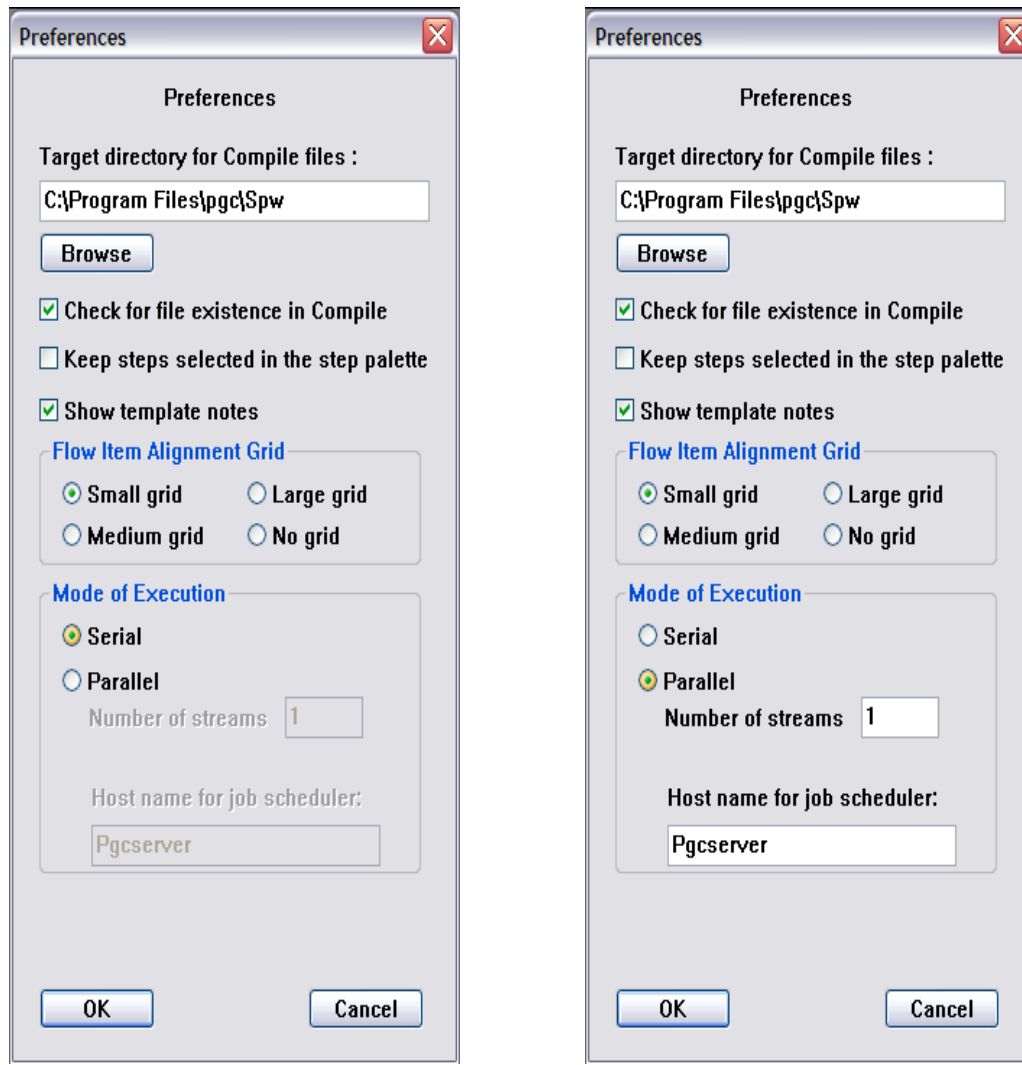 Preferences
Preferences
Target directory for Compile files :
C:\Program Files\pgc\Spw
Browse
Check for file existence in Compile
Keep steps selected in the step palette
Show template notes
Flow Item Alignment Grid
Small grid Large grid
Medium grid No grid
Mode of Execution
Serial
Parallel
Number of streams 1
Host name for job scheduler:
Pgcserver
OK Cancel
Preferences
Preferences
Target directory for Compile files :
C:\Program Files\pgc\Spw
Browse
Check for file existence in Compile
Keep steps selected in the step palette
Show template notes
Flow Item Alignment Grid
Small grid Large grid
Medium grid No grid
Mode of Execution
Serial
Parallel
Number of streams 1
Host name for job scheduler:
Pgcserver
OK Cancel